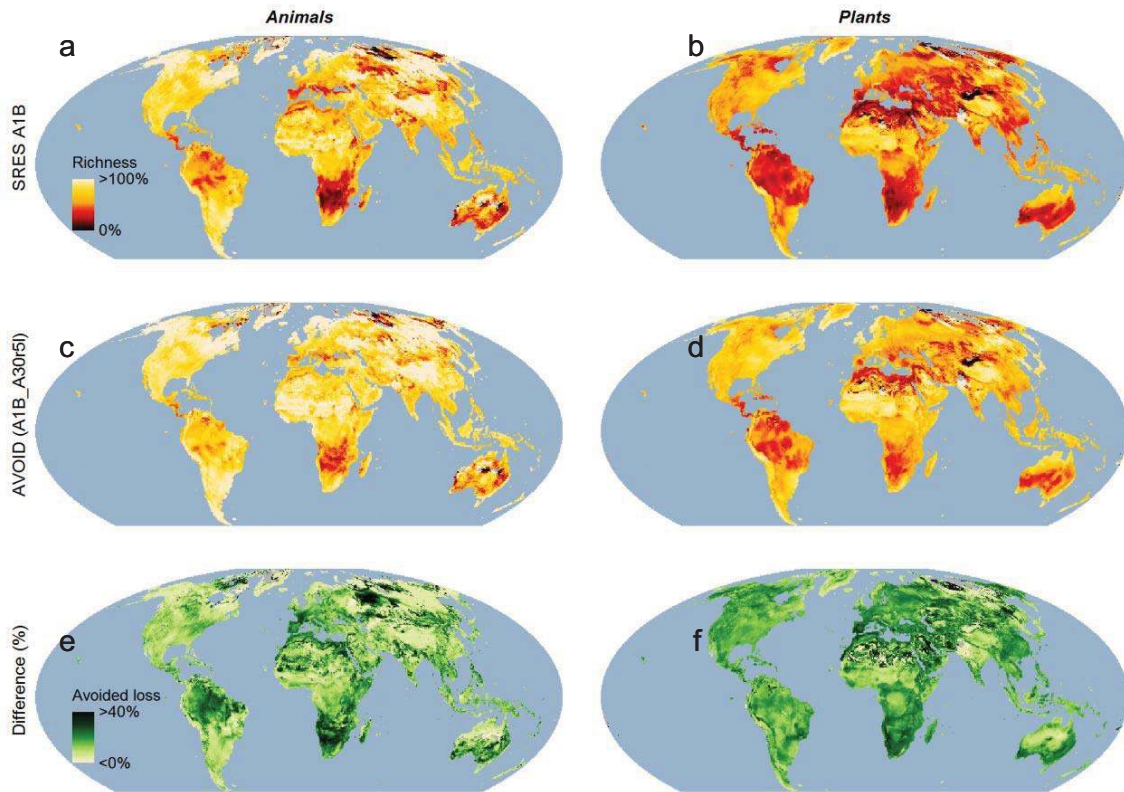 Animals
Plants
a
b
SRES A1B
Richness
>100%
0%
c
d
AVOID (A1B_A30r5l)
e
f
Difference (%)
Avoided loss
>40%
<0%